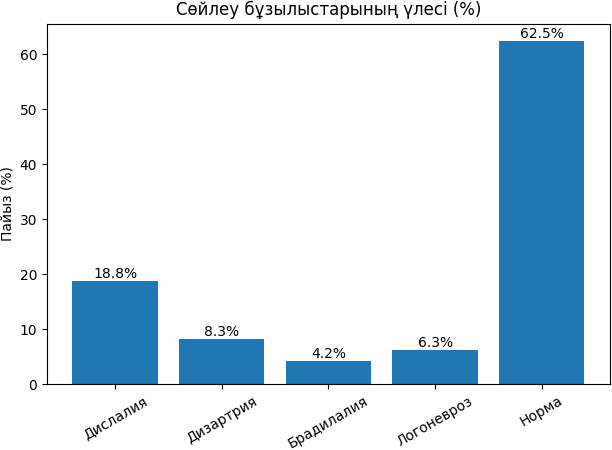 Сөйлеу бұзылыстарының үлесі (%)
Пайыз (%)
60
50
40
30
20
10
0
18.8%
8.3%
4.2%
6.3%
62.5%
Дислалия
Дизартрия
Брадилалия
Логоневроз
Норма